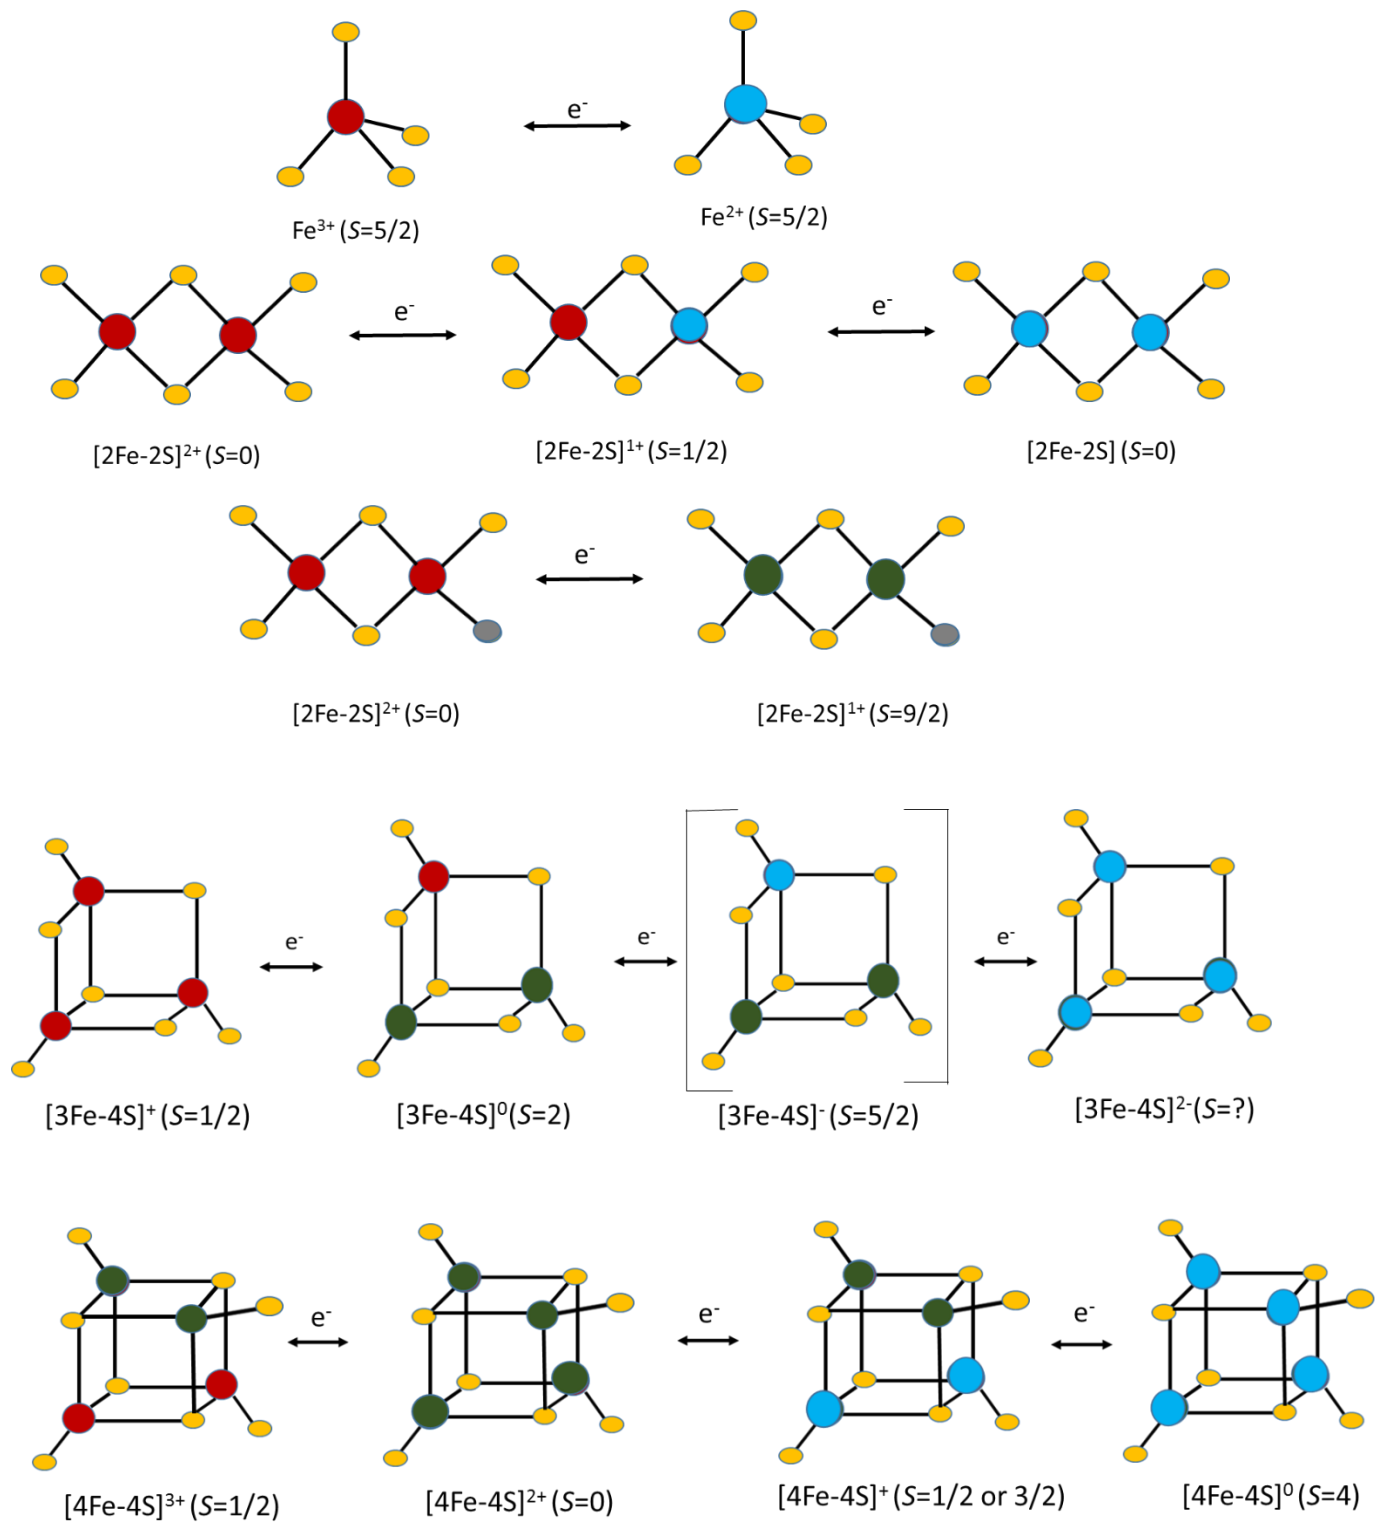 e⁻
Fe³⁺ (S=5/2)
Fe²⁺ (S=5/2)
e⁻
e⁻
[2Fe-2S]²⁺ (S=0)
[2Fe-2S]¹⁺ (S=1/2)
[2Fe-2S] (S=0)
e⁻
[2Fe-2S]²⁺ (S=0)
[2Fe-2S]¹⁺ (S=9/2)
e⁻
e⁻
e⁻
[3Fe-4S]⁺ (S=1/2)
[3Fe-4S]⁰(S=2)
[3Fe-4S]⁻ (S=5/2)
[3Fe-4S]²⁻(S=?)
e⁻
e⁻
e⁻
[4Fe-4S]³⁺ (S=1/2)
[4Fe-4S]²⁺ (S=0)
[4Fe-4S]⁺ (S=1/2 or 3/2)
[4Fe-4S]⁰ (S=4)